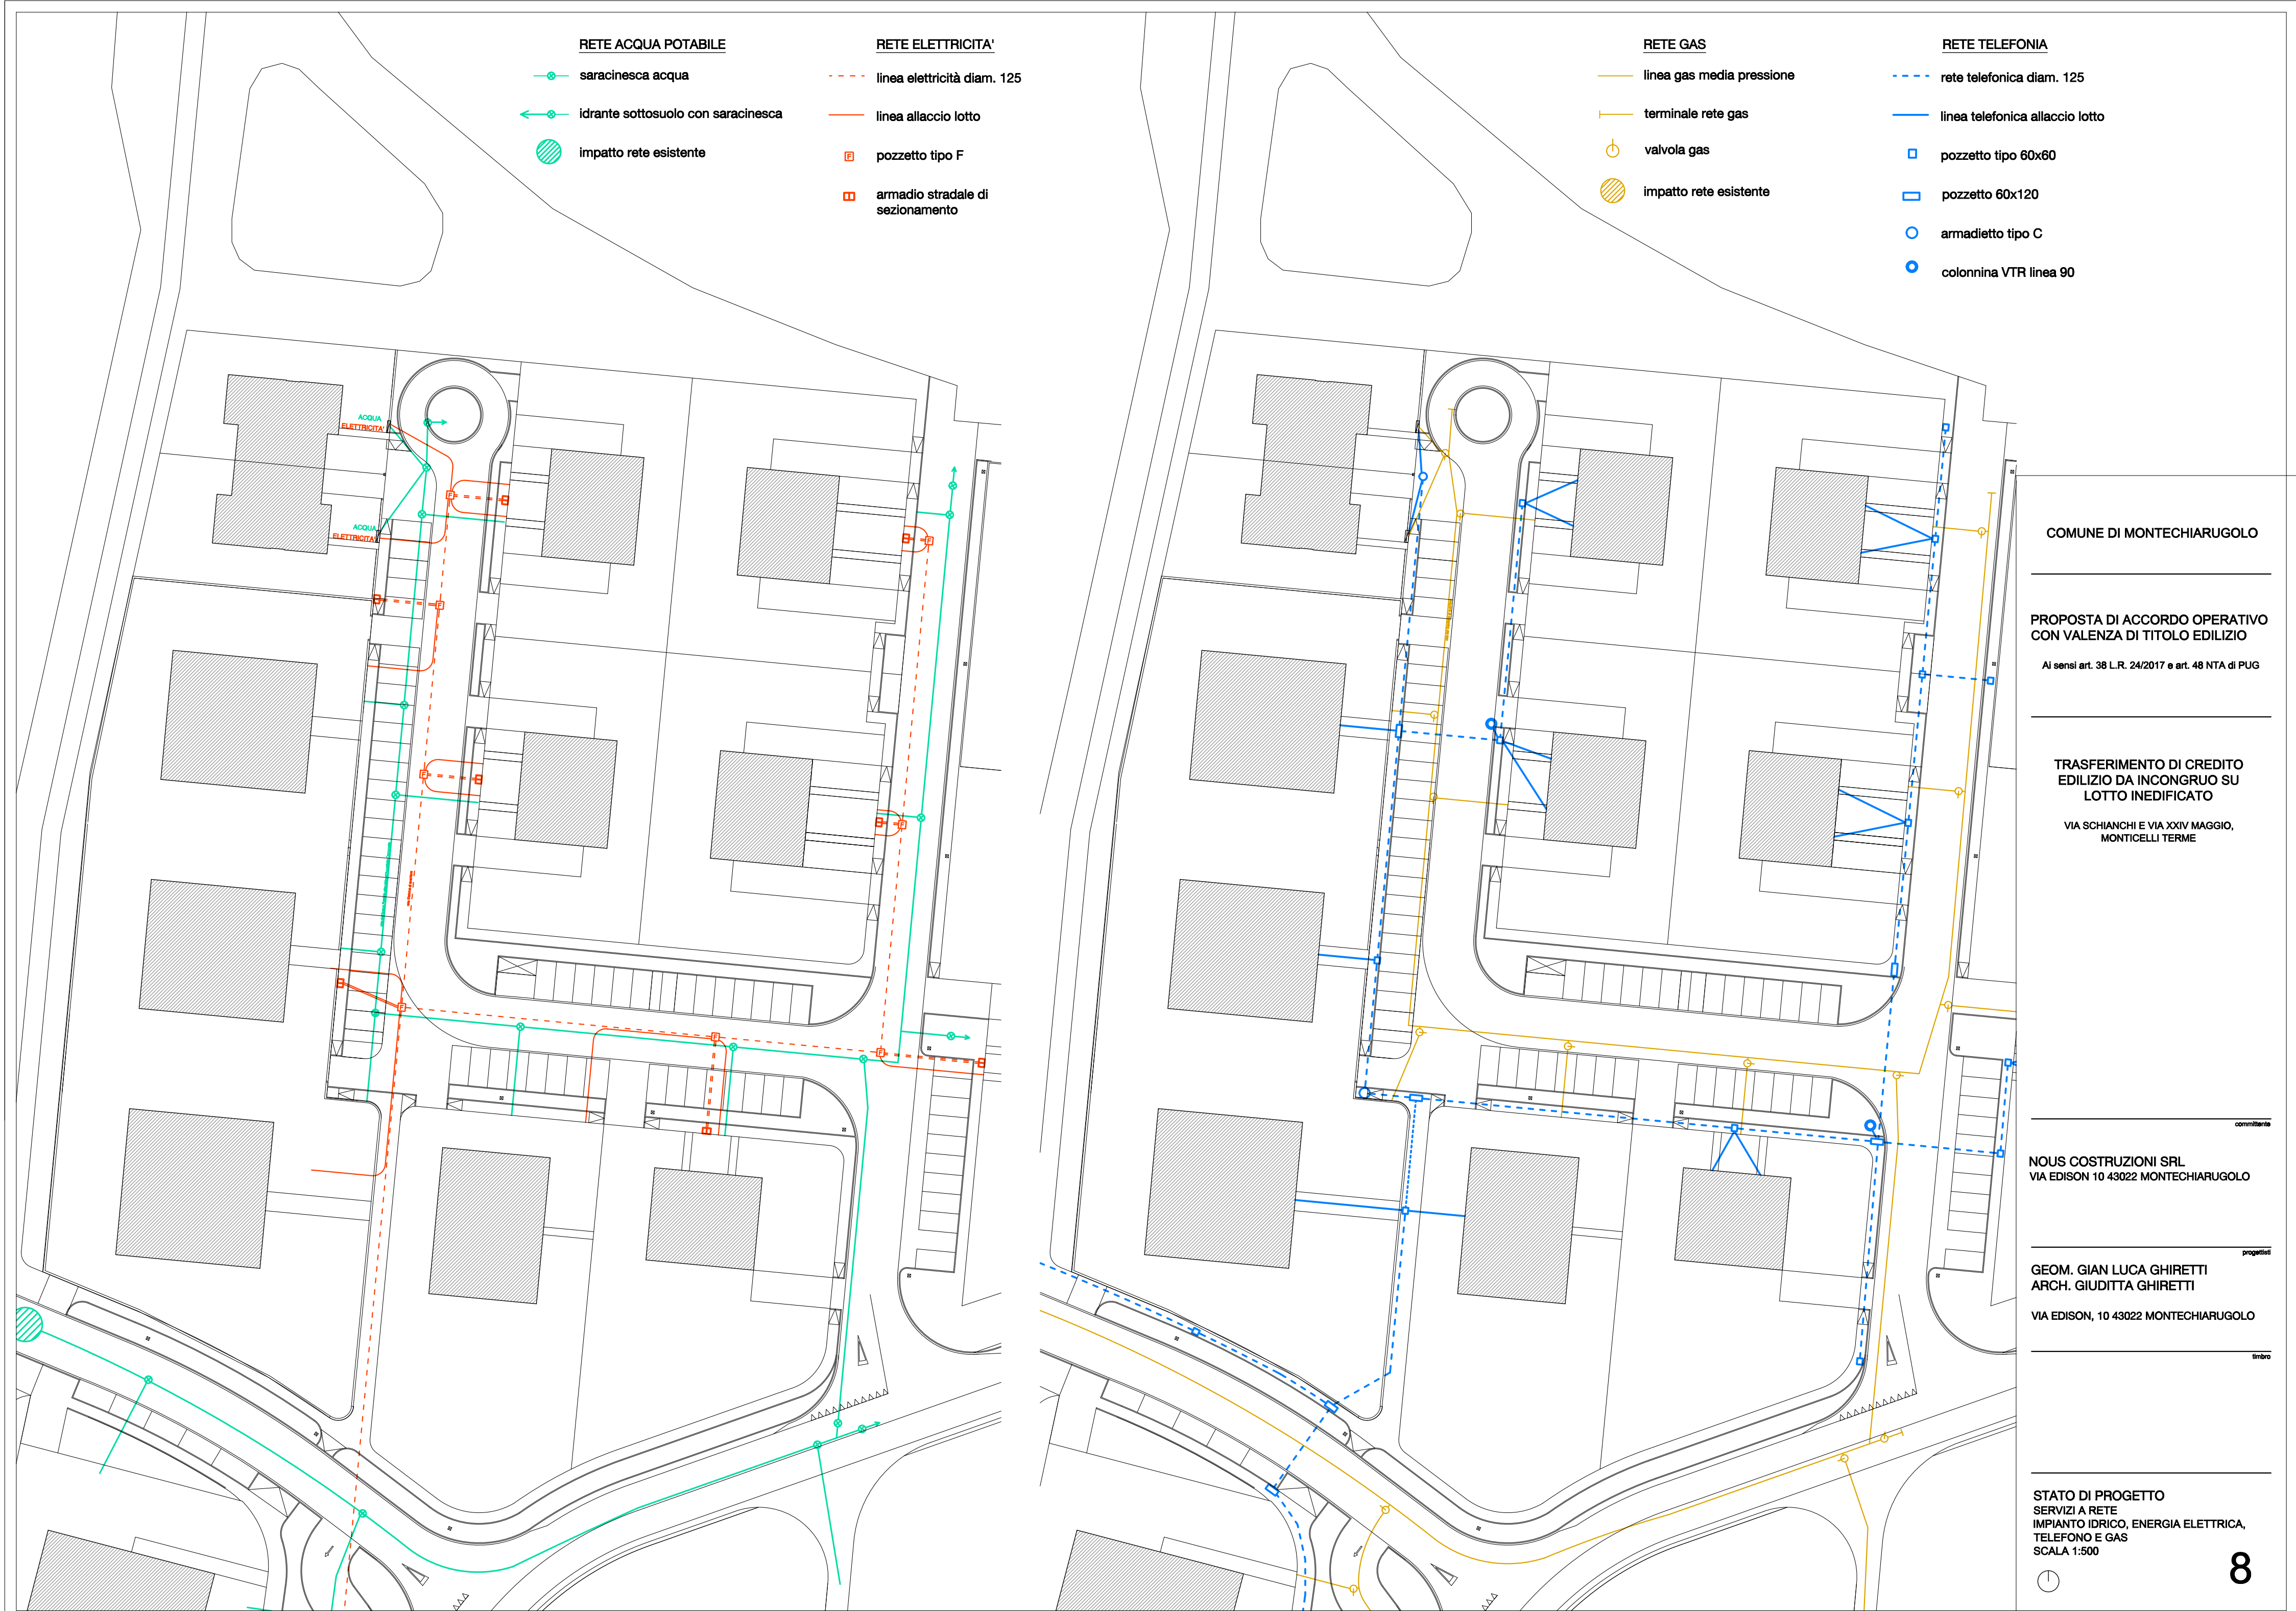 RETE ACQUA POTABILE
saracinesca acqua
idrante sottosuolo con saracinesca
impatto rete esistente
RETE ELETTRICITA'
linea elettricità diam. 125
linea allaccio lotto
F pozzetto tipo F
armadio stradale di
sezionamento
RETE GAS
linea gas media pressione
terminale rete gas
valvola gas
impatto rete esistente
RETE TELEFONIA
rete telefonica diam. 125
linea telefonica allaccio lotto
pozzetto tipo 60x60
pozzetto 60x120
armadietto tipo C
colonnina VTR linea 90
ACQUA
ELETTRICITA'
ACQUA
ELETTRICITA'
F
F
F
F
F
F
F
F
COMUNE DI MONTECHIARUGOLO
PROPOSTA DI ACCORDO OPERATIVO
CON VALENZA DI TITOLO EDILIZIO
Ai sensi art. 38 L.R. 24/2017 e art. 48 NTA di PUG
TRASFERIMENTO DI CREDITO
EDILIZIO DA INCONGRUO SU
LOTTO INEDIFICATO
VIA SCHIANCHI E VIA XXIV MAGGIO,
MONTICELLI TERME
committente
NOUS COSTRUZIONI SRL
VIA EDISON 10 43022 MONTECHIARUGOLO
progettisti
GEOM. GIAN LUCA GHIRETTI
ARCH. GIUDITTA GHIRETTI
VIA EDISON, 10 43022 MONTECHIARUGOLO
timbro
STATO DI PROGETTO
SERVIZI A RETE
IMPIANTO IDRICO, ENERGIA ELETTRICA,
TELEFONO E GAS
SCALA 1:500
8